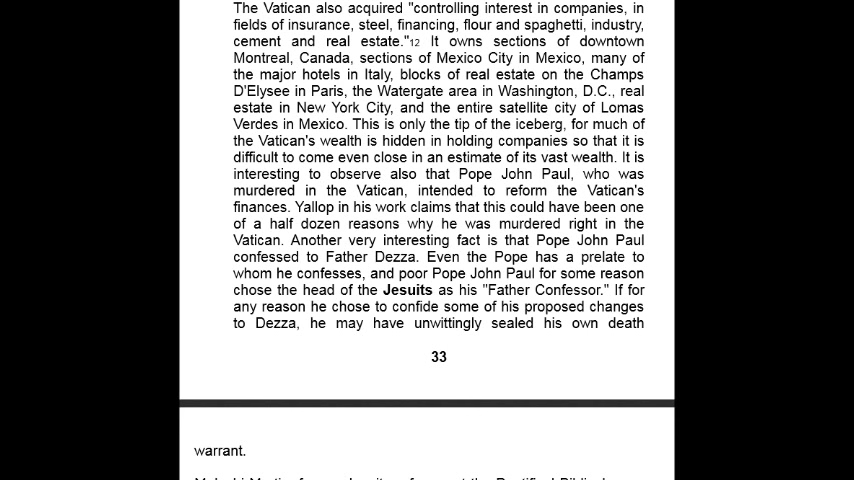 The Vatican also acquired "controlling interest in companies, in
fields of insurance, steel, financing, flour and spaghetti, industry,
cement and real estate."12 It owns sections of downtown
Montreal, Canada, sections of Mexico City in Mexico, many of
the major hotels in Italy, blocks of real estate on the Champs
D'Elysee in Paris, the Watergate area in Washington, D.C., real
estate in New York City, and the entire satellite city of Lomas
Verdes in Mexico. This is only the tip of the iceberg, for much of
the Vatican's wealth is hidden in holding companies so that it is
difficult to come even close in an estimate of its vast wealth. It is
interesting to observe also that Pope John Paul, who was
murdered in the Vatican, intended to reform the Vatican's
finances. Yallop in his work claims that this could have been one
of a half dozen reasons why he was murdered right in the
Vatican. Another very interesting fact is that Pope John Paul
confessed to Father Dezza. Even the Pope has a prelate to
whom he confesses, and poor Pope John Paul for some reason
chose the head of the Jesuits as his "Father Confessor." If for
any reason he chose to confide some of his proposed changes
to Dezza, he may have unwittingly sealed his own death
33
warrant.